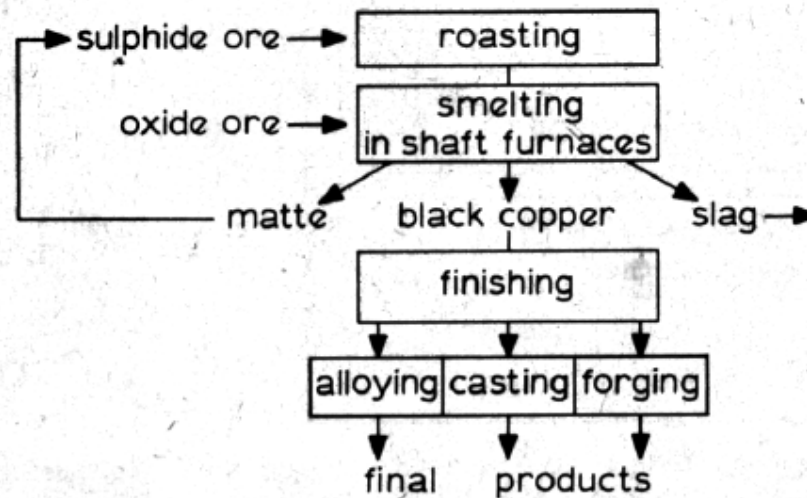 sulphide ore
roasting
oxide ore
smelting
in shaft furnaces
matte
black copper
slag
finishing
alloying
casting
forging
final products